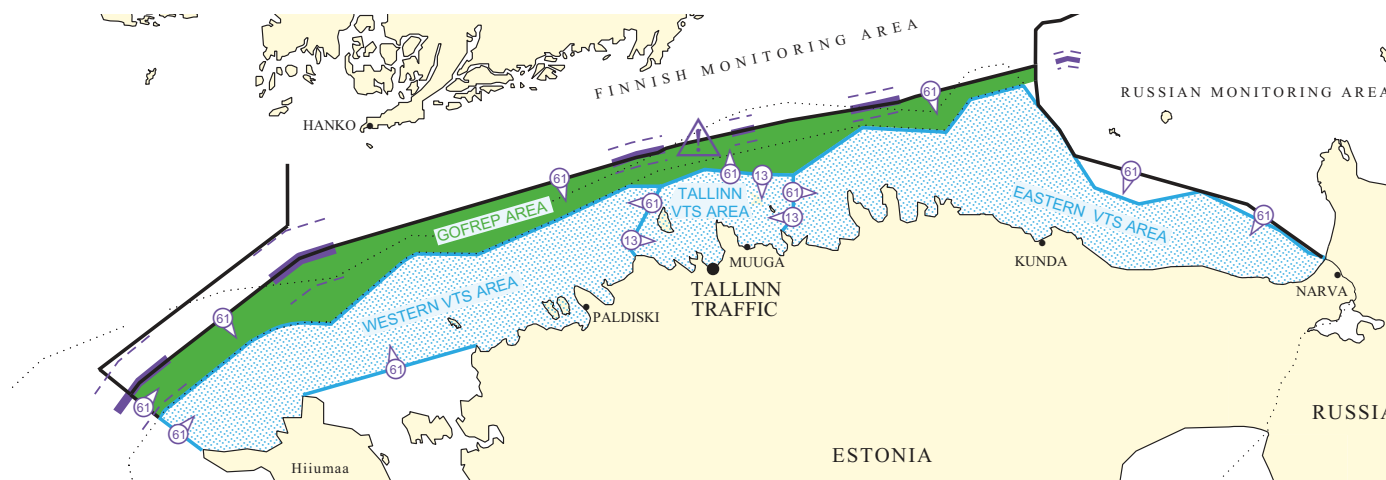 FINNISH MONITORING AREA
RUSSIAN MONITORING AREA
61
HANKO
61
61
61
13
61
61
13
13
61
61
61
61
61
61
61
GOFREP AREA
TALLINN
VTS AREA
EASTERN VTS AREA
WESTERN VTS AREA
MUUGA
KUNDA
NARVA
TALLINN
TRAFFIC
PALDISKI
RUSSIA
ESTONIA
Hiiumaa
!